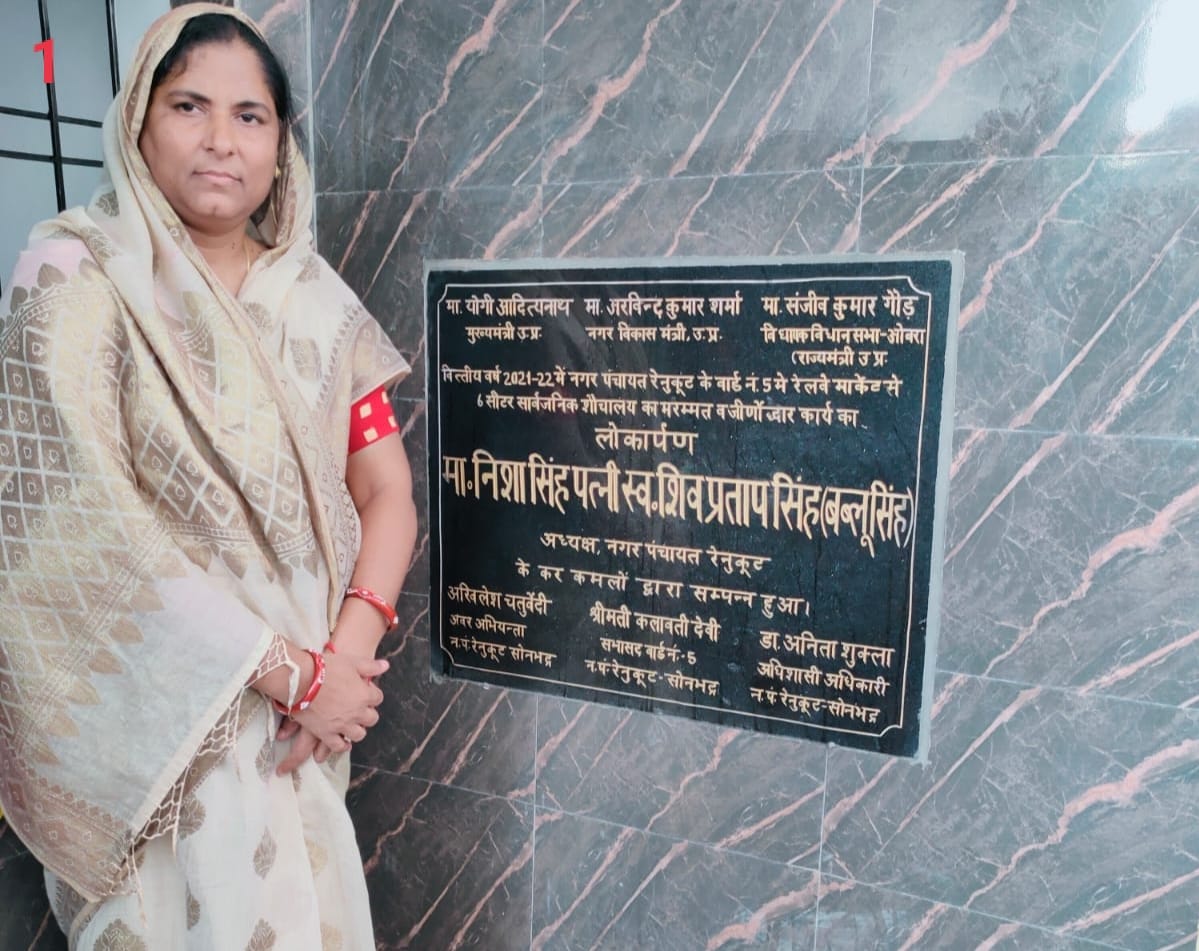 1
मा. योगी आदित्यनाथ मा. अरविन्द कुमार शर्मा मा. संजीव कुमार गौड़
मुख्यमंत्री उ.प्र. नगर विकास मंत्री, उ.प्र. विधायक विधान सभा-ओबरा
(राज्यमंत्री उ प्र.
वित्तीय वर्ष 2021-22 में नगर पंचायत रेनुकूट के वार्ड नं. 5 मे रेलवे मार्केट मे
6 सीटर सार्वजनिक शौचालय का मरम्मत व जीर्णोध्दार कार्य का
लोकार्पण
मा. निशा सिंह पत्नी स्व. शिव प्रताप सिंह (बब्लू सिंह)
अध्यक्ष, नगर पंचायत रेनुकूट
के कर कमलों द्वारा सम्पन्न हुआ।
अखिलेश चतुर्वेदी श्रीमती कलावती देवी डा. अनिता शुक्ला
अवर अभियन्ता सभासद वार्ड नं.-5 अधिशासी अधिकारी
न.पं. रेनुकूट सोनभद्र न.पं. रेनुकूट-सोनभद्र न.पं. रेनुकूट-सोनभद्र